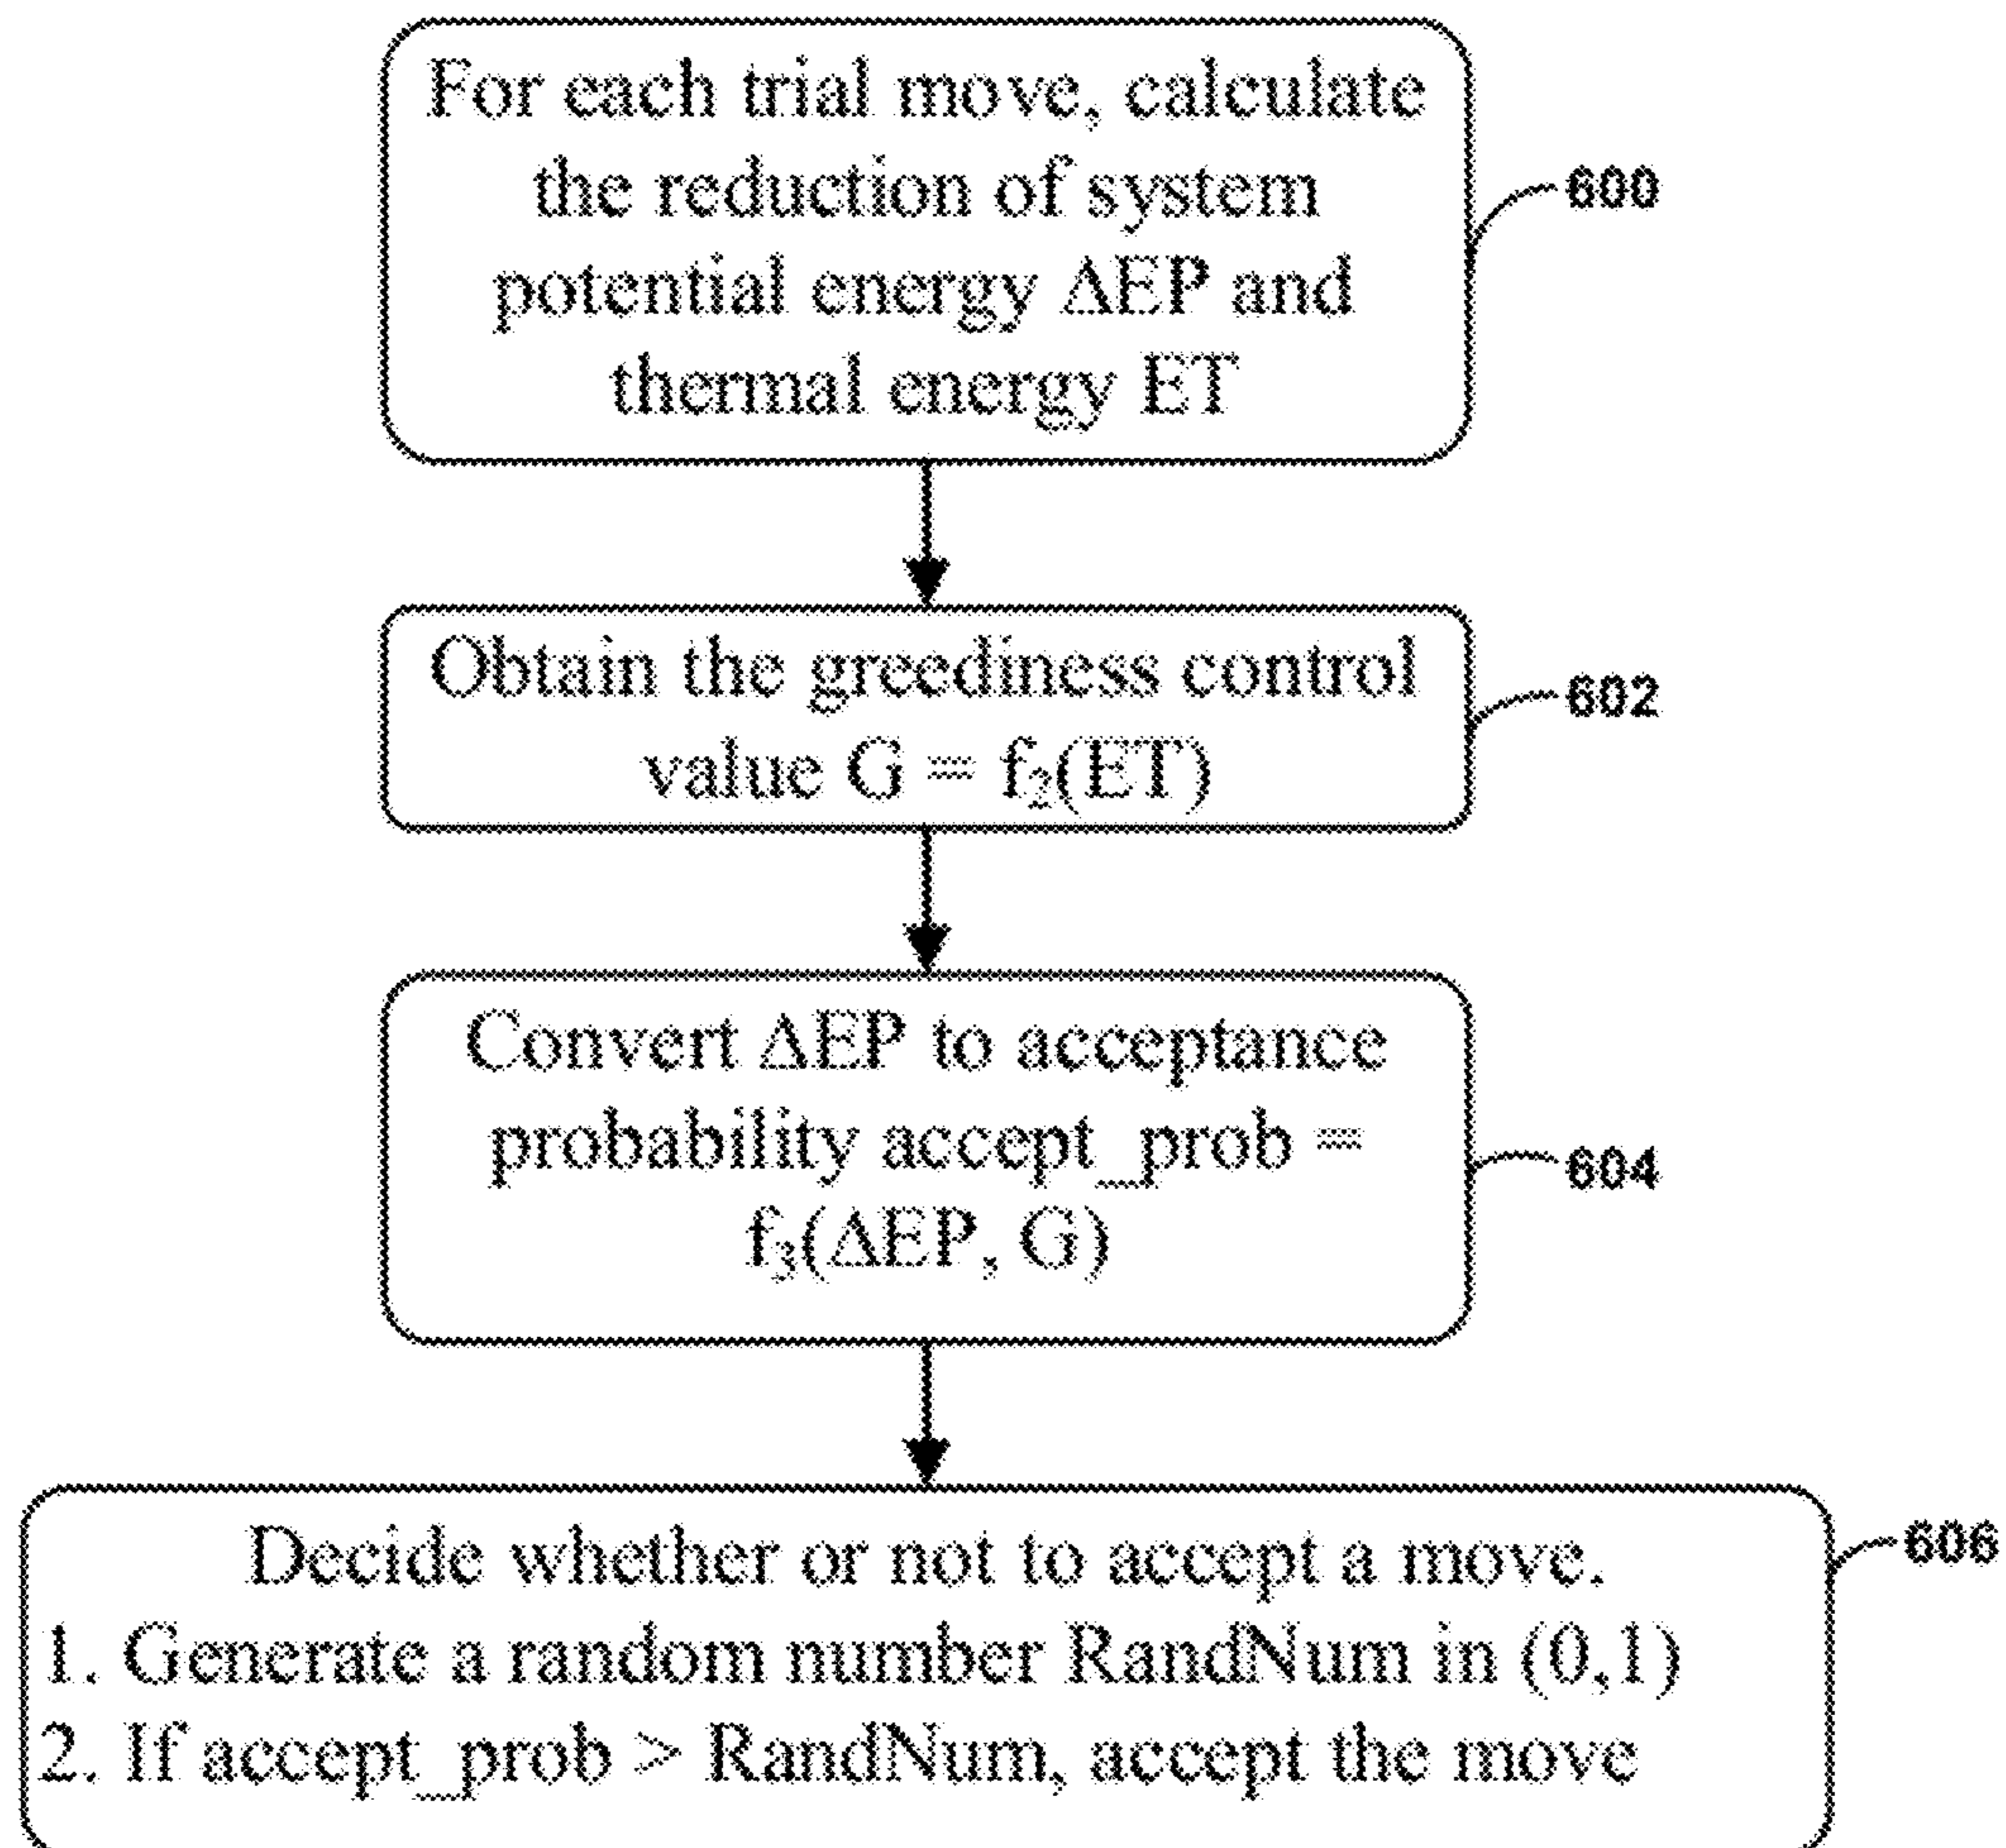 For each trial move, calculate
the reduction of system
potential energy ΔEP and
thermal energy ET
600
Obtain the greediness control
value G = f₂(ET)
602
Convert ΔEP to acceptance
probability accept_prob =
f₃(ΔEP, G)
604
Decide whether or not to accept a move.
1. Generate a random number RandNum in (0,1)
2. If accept_prob > RandNum, accept the move
606